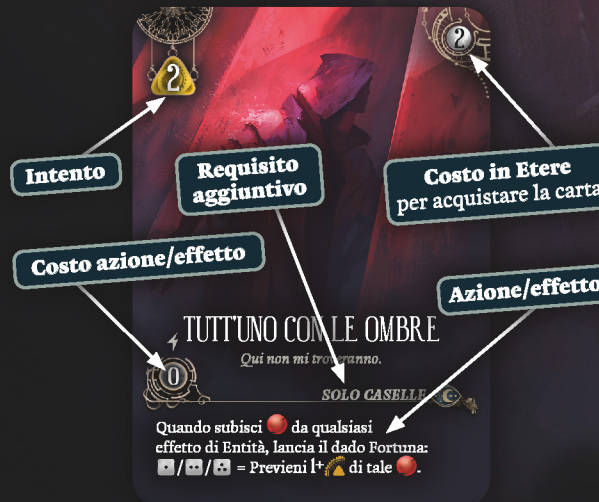 2
2
Intento
Requisito
aggiuntivo
Costo in Etere
per acquistare la carta
Costo azione/effetto
Azione/effetto
TUTT'UNO CON LE OMBRE
Qui non mi troveranno.
0
SOLO CASELLE
Quando subisci da qualsiasi
effetto di Entità, lancia il dado Fortuna:
/ / = Previeni 1+ di tale .